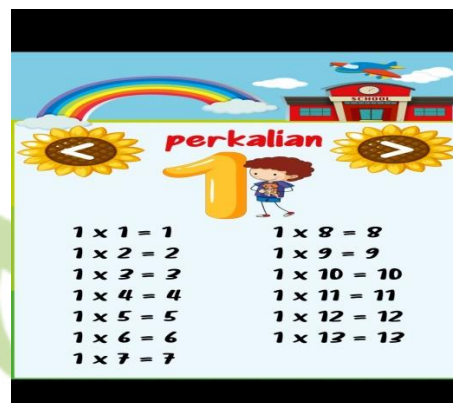 SCHOOL
perkalian
< >
1
1 x 1 = 1
1 x 2 = 2
1 x 3 = 3
1 x 4 = 4
1 x 5 = 5
1 x 6 = 6
1 x 7 = 7
1 x 8 = 8
1 x 9 = 9
1 x 10 = 10
1 x 11 = 11
1 x 12 = 12
1 x 13 = 13